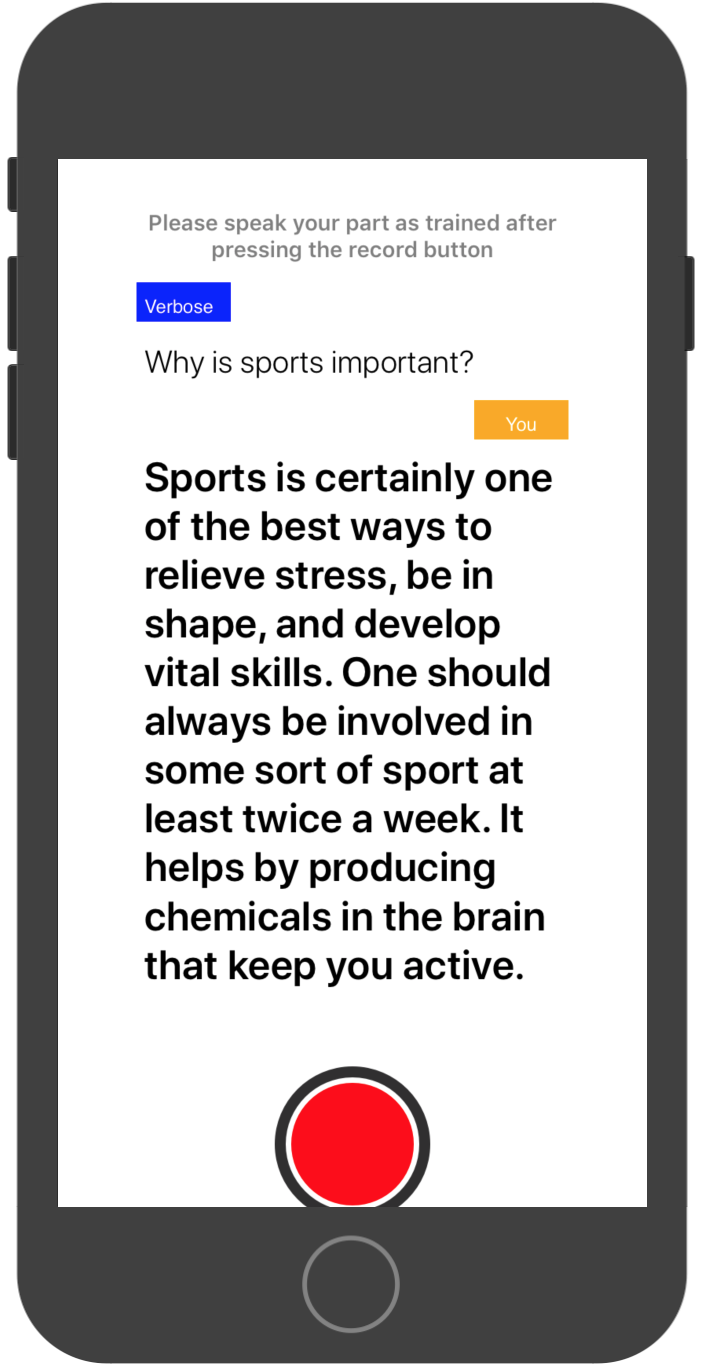 Please speak your part as trained after
pressing the record button
Verbose
Why is sports important?
You
Sports is certainly one
of the best ways to
relieve stress, be in
shape, and develop
vital skills. One should
always be involved in
some sort of sport at
least twice a week. It
helps by producing
chemicals in the brain
that keep you active.